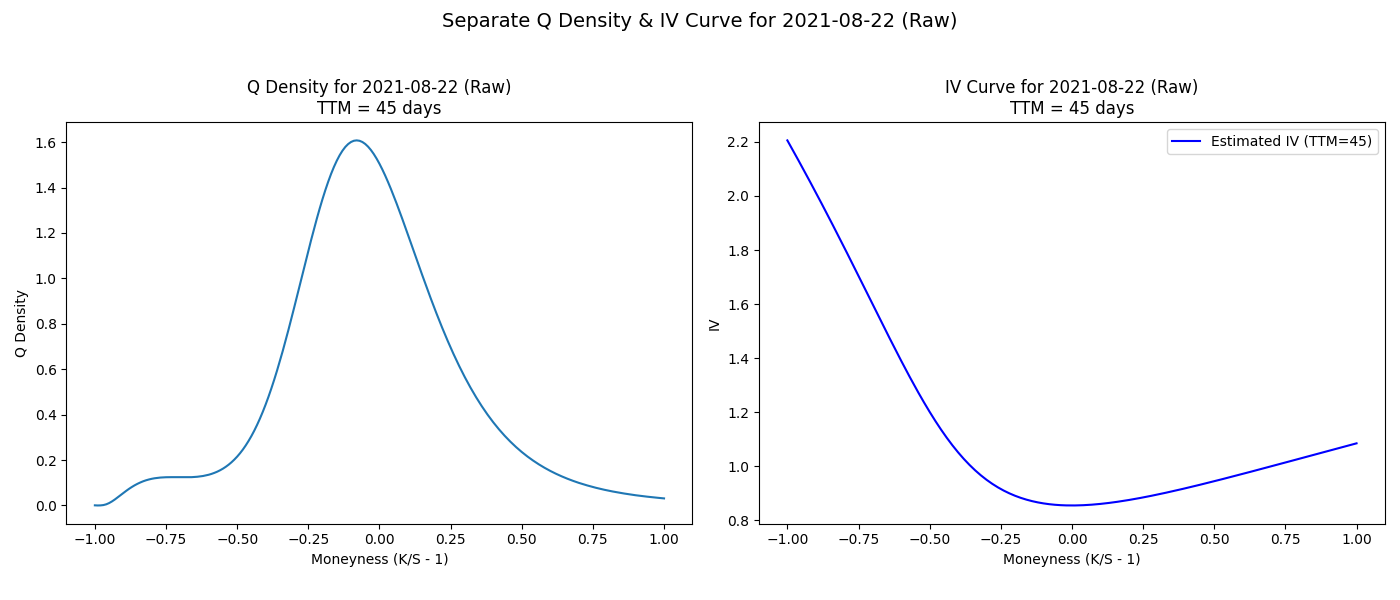 Separate Q Density & IV Curve for 2021-08-22 (Raw)
Q Density for 2021-08-22 (Raw)
TTM = 45 days
Q Density
1.6
1.4
1.2
1.0
0.8
0.6
0.4
0.2
0.0
−1.00 −0.75 −0.50 −0.25 0.00 0.25 0.50 0.75 1.00
Moneyness (K/S - 1)
IV Curve for 2021-08-22 (Raw)
TTM = 45 days
Estimated IV (TTM=45)
IV
2.2
2.0
1.8
1.6
1.4
1.2
1.0
0.8
−1.00 −0.75 −0.50 −0.25 0.00 0.25 0.50 0.75 1.00
Moneyness (K/S - 1)